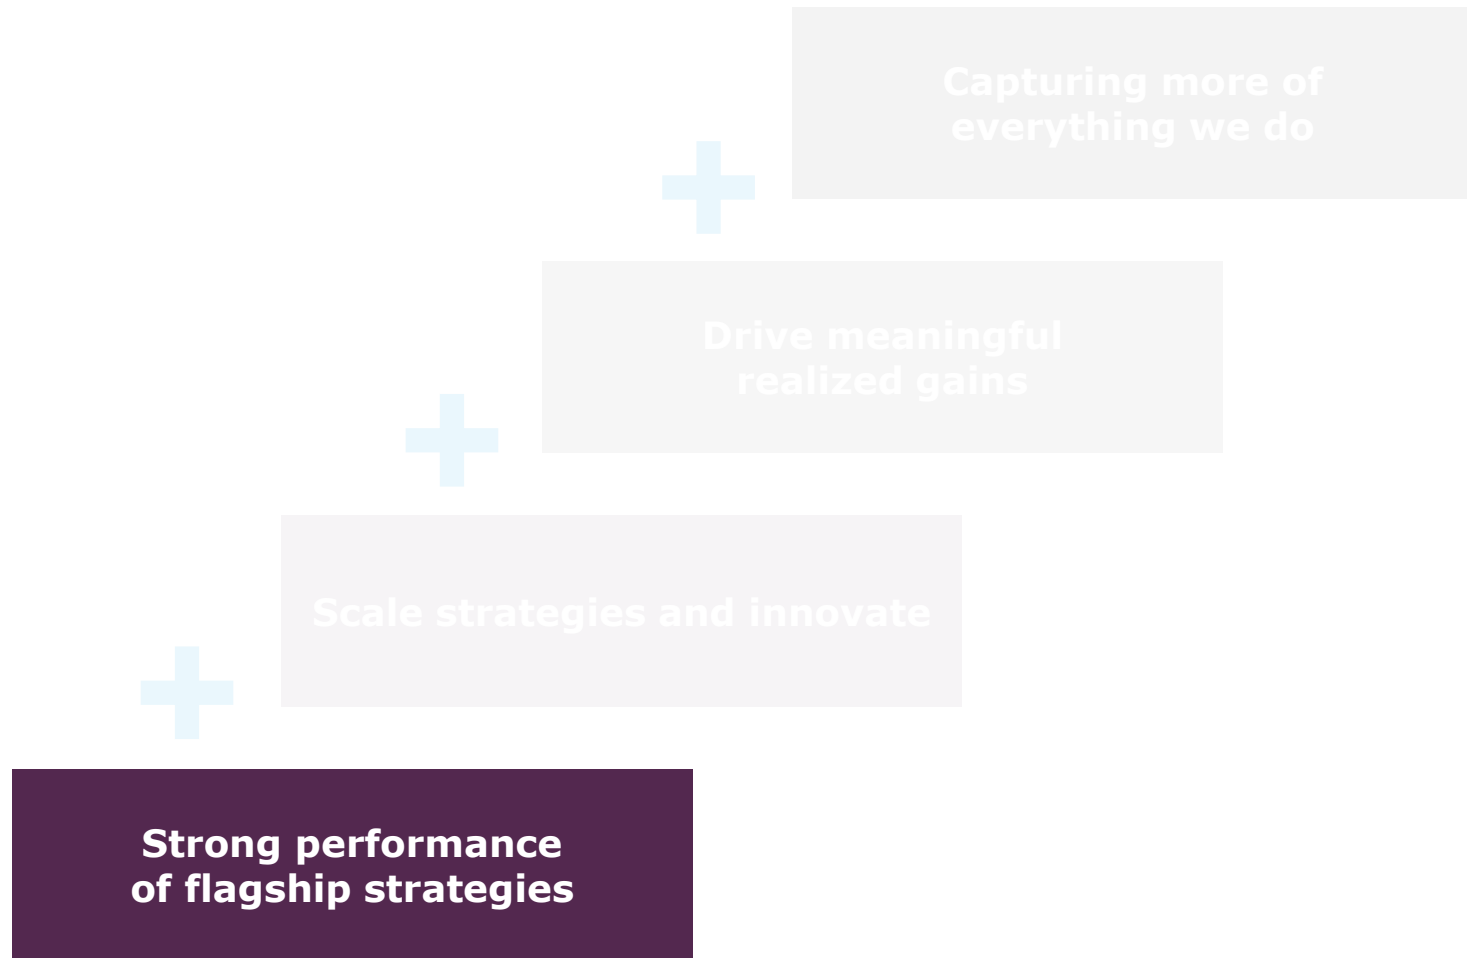 Capturing more of
everything we do
Drive meaningful
realized gains
Scale strategies and innovate
Strong performance
of flagship strategies